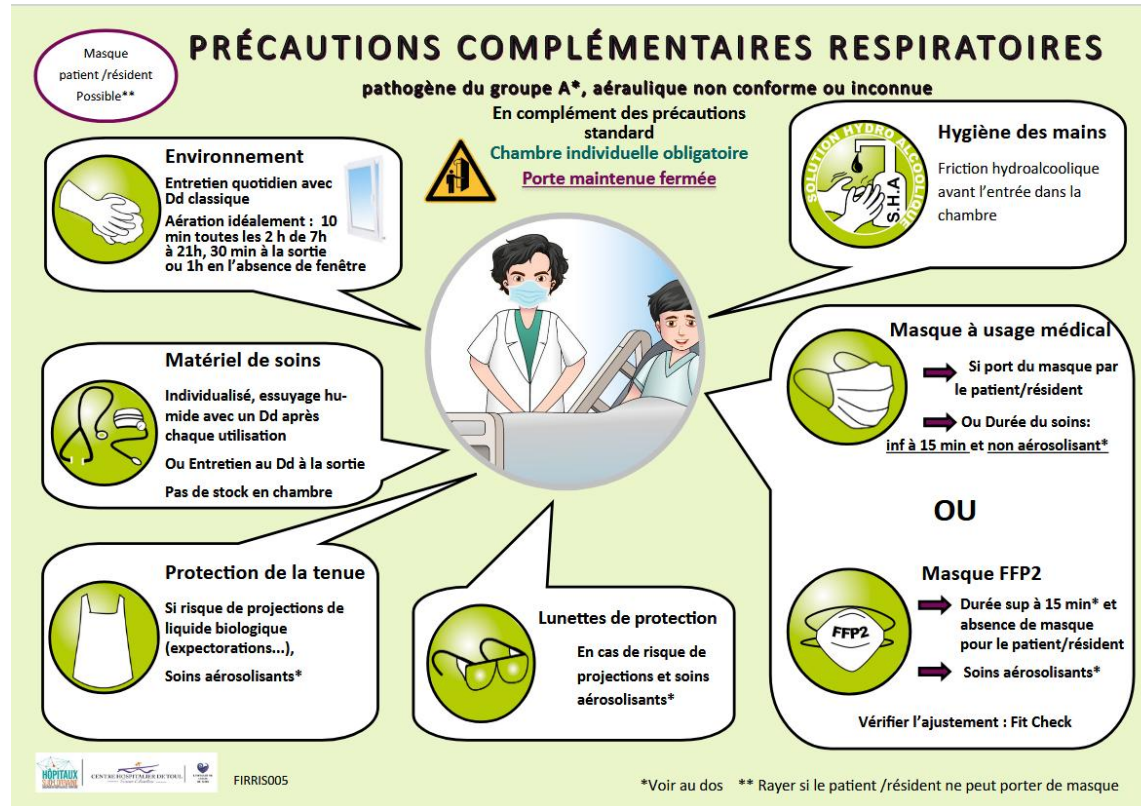 Masque
patient /résident
Possible**
PRÉCAUTIONS COMPLÉMENTAIRES RESPIRATOIRES
pathogène du groupe A*, aéraulique non conforme ou inconnue
En complément des précautions
standard
Chambre individuelle obligatoire
Porte maintenue fermée
Environnement
Entretien quotidien avec
Dd classique
Aération idéalement : 10
min toutes les 2 h de 7h
à 21h, 30 min à la sortie
ou 1h en l’absence de fenêtre
SOLUTION HYDRO ALCOOLIQUE
S.H.A
Hygiène des mains
Friction hydroalcoolique
avant l’entrée dans la
chambre
Matériel de soins
Individualisé, essuyage hu-
mide avec un Dd après
chaque utilisation
Ou Entretien au Dd à la sortie
Pas de stock en chambre
Masque à usage médical
Si port du masque par
le patient/résident
Ou Durée du soins:
inf à 15 min et non aérosolisant*
OU
Masque FFP2
FFP2
Durée sup à 15 min* et
absence de masque
pour le patient/résident
Soins aérosolisants*
Vérifier l’ajustement : Fit Check
Protection de la tenue
Si risque de projections de
liquide biologique
(expectorations...),
Soins aérosolisants*
Lunettes de protection
En cas de risque de
projections et soins
aérosolisants*
HÔPITAUX
CENTRE HOSPITALIER DE TOUL
FIRRIS005
*Voir au dos ** Rayer si le patient /résident ne peut porter de masque